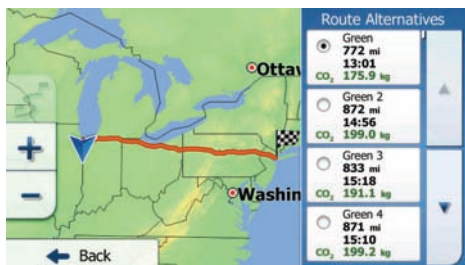 Route Alternatives
Green
772 mi
13:01
CO₂ 175.9 kg
Green 2
872 mi
14:56
CO₂ 199.0 kg
Green 3
833 mi
15:18
CO₂ 191.1 kg
Green 4
871 mi
15:10
CO₂ 199.2 kg
Ottav
Washin
+
−
Back